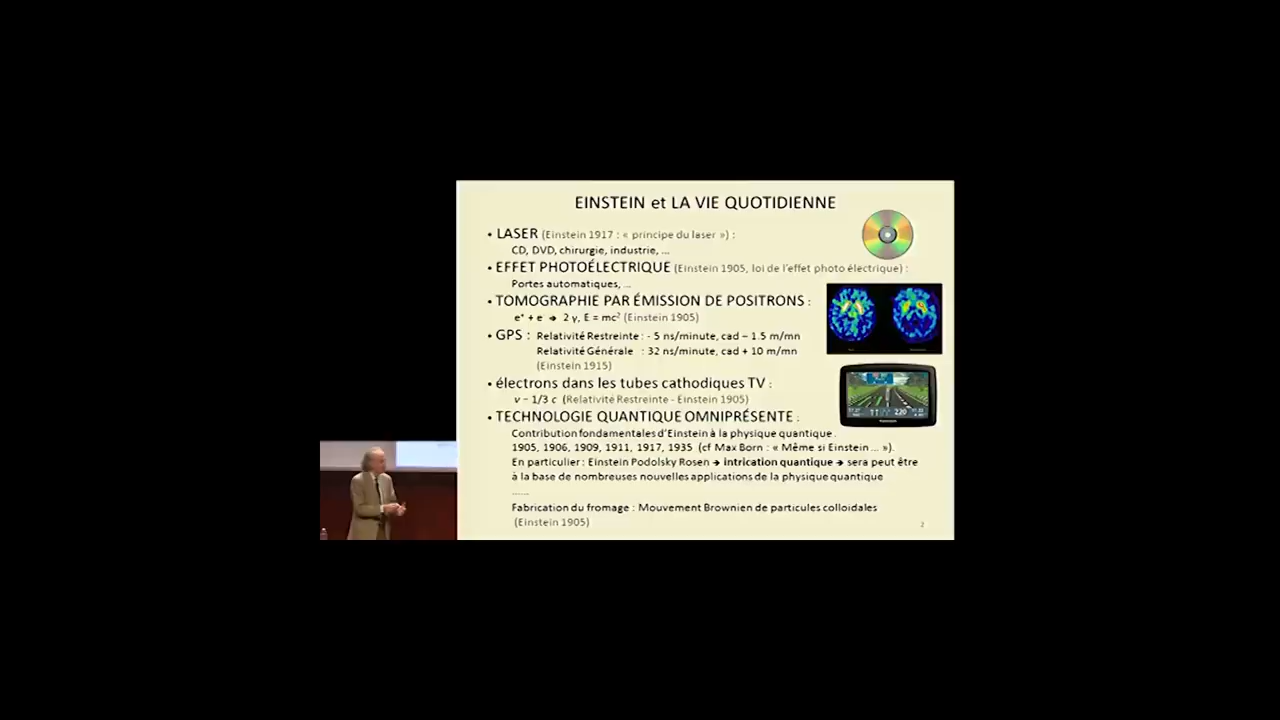 EINSTEIN et LA VIE QUOTIDIENNE
• LASER (Einstein 1917 : « principe du laser ») :
CD, DVD, chirurgie, industrie, ...
• EFFET PHOTOÉLECTRIQUE (Einstein 1905, loi de l'effet photo électrique) :
Portes automatiques, ...
• TOMOGRAPHIE PAR ÉMISSION DE POSITRONS :
e⁺ + e ➔ 2 γ, E = mc² (Einstein 1905)
• GPS : Relativité Restreinte : - 5 ns/minute, cad – 1.5 m/mn
Relativité Générale : 32 ns/minute, cad + 10 m/mn
(Einstein 1915)
• électrons dans les tubes cathodiques TV :
v ~ 1/3 c (Relativité Restreinte - Einstein 1905)
• TECHNOLOGIE QUANTIQUE OMNIPRÉSENTE :
Contribution fondamentales d'Einstein à la physique quantique :
1905, 1906, 1909, 1911, 1917, 1935 (cf Max Born : « Même si Einstein ... »).
En particulier : Einstein Podolsky Rosen ➔ intrication quantique ➔ sera peut être
à la base de nombreuses nouvelles applications de la physique quantique
......
Fabrication du fromage : Mouvement Brownien de particules colloidales
(Einstein 1905)
220
2